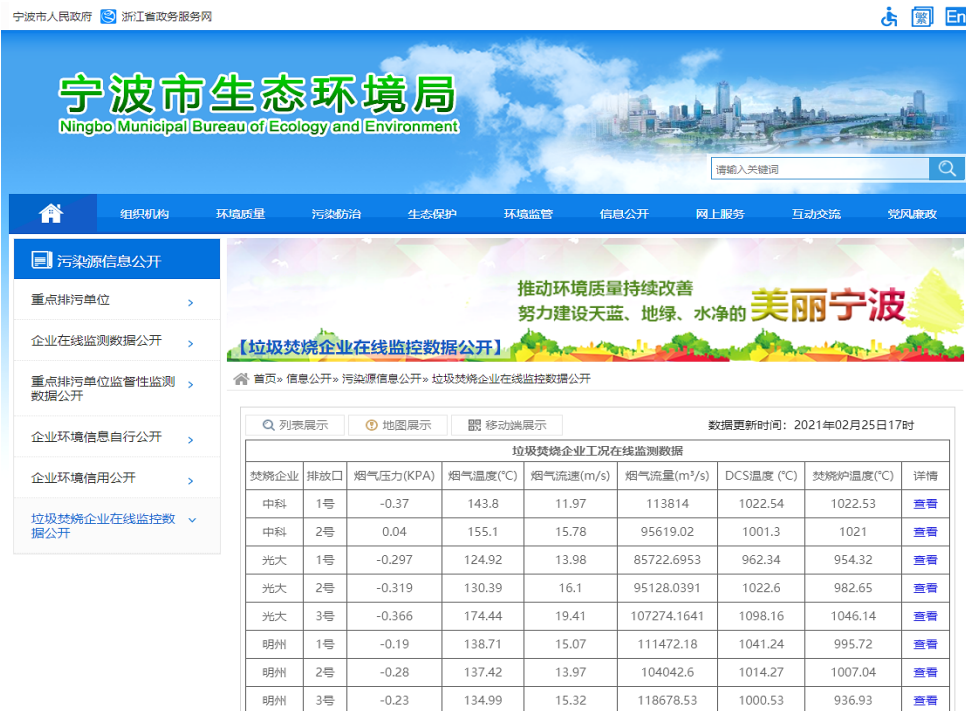 宁波市人民政府 浙江省政务服务网
繁 En
宁波市生态环境局
Ningbo Municipal Bureau of Ecology and Environment
请输入关键词
组织机构 环境质量 污染防治 生态保护 环境监管 信息公开 网上服务 互动交流 党风廉政
污染源信息公开
重点排污单位
企业在线监测数据公开
重点排污单位监督性监测
数据公开
企业环境信息自行公开
企业环境信用公开
垃圾焚烧企业在线监控数
据公开
推动环境质量持续改善
努力建设天蓝、地绿、水净的 美丽宁波
【垃圾焚烧企业在线监控数据公开】
首页» 信息公开» 污染源信息公开» 垃圾焚烧企业在线监控数据公开
列表展示 地图展示 移动端展示 数据更新时间：2021年02月25日17时
垃圾焚烧企业工况在线监测数据
焚烧企业 排放口 烟气压力(KPA) 烟气温度(℃) 烟气流速(m/s) 烟气流量(m³/s) DCS温度 (℃) 焚烧炉温度(℃) 详情
中科 1号 -0.37 143.8 11.97 113814 1022.54 1022.53 查看
中科 2号 0.04 155.1 15.78 95619.02 1001.3 1021 查看
光大 1号 -0.297 124.92 13.98 85722.6953 962.34 954.32 查看
光大 2号 -0.319 130.39 16.1 95128.0391 1022.6 982.65 查看
光大 3号 -0.366 174.44 19.41 107274.1641 1098.16 1046.14 查看
明州 1号 -0.19 138.71 15.07 111472.18 1041.24 995.72 查看
明州 2号 -0.28 137.42 13.97 104042.6 1014.27 1007.04 查看
明州 3号 -0.23 134.99 15.32 118678.53 1000.53 936.93 查看